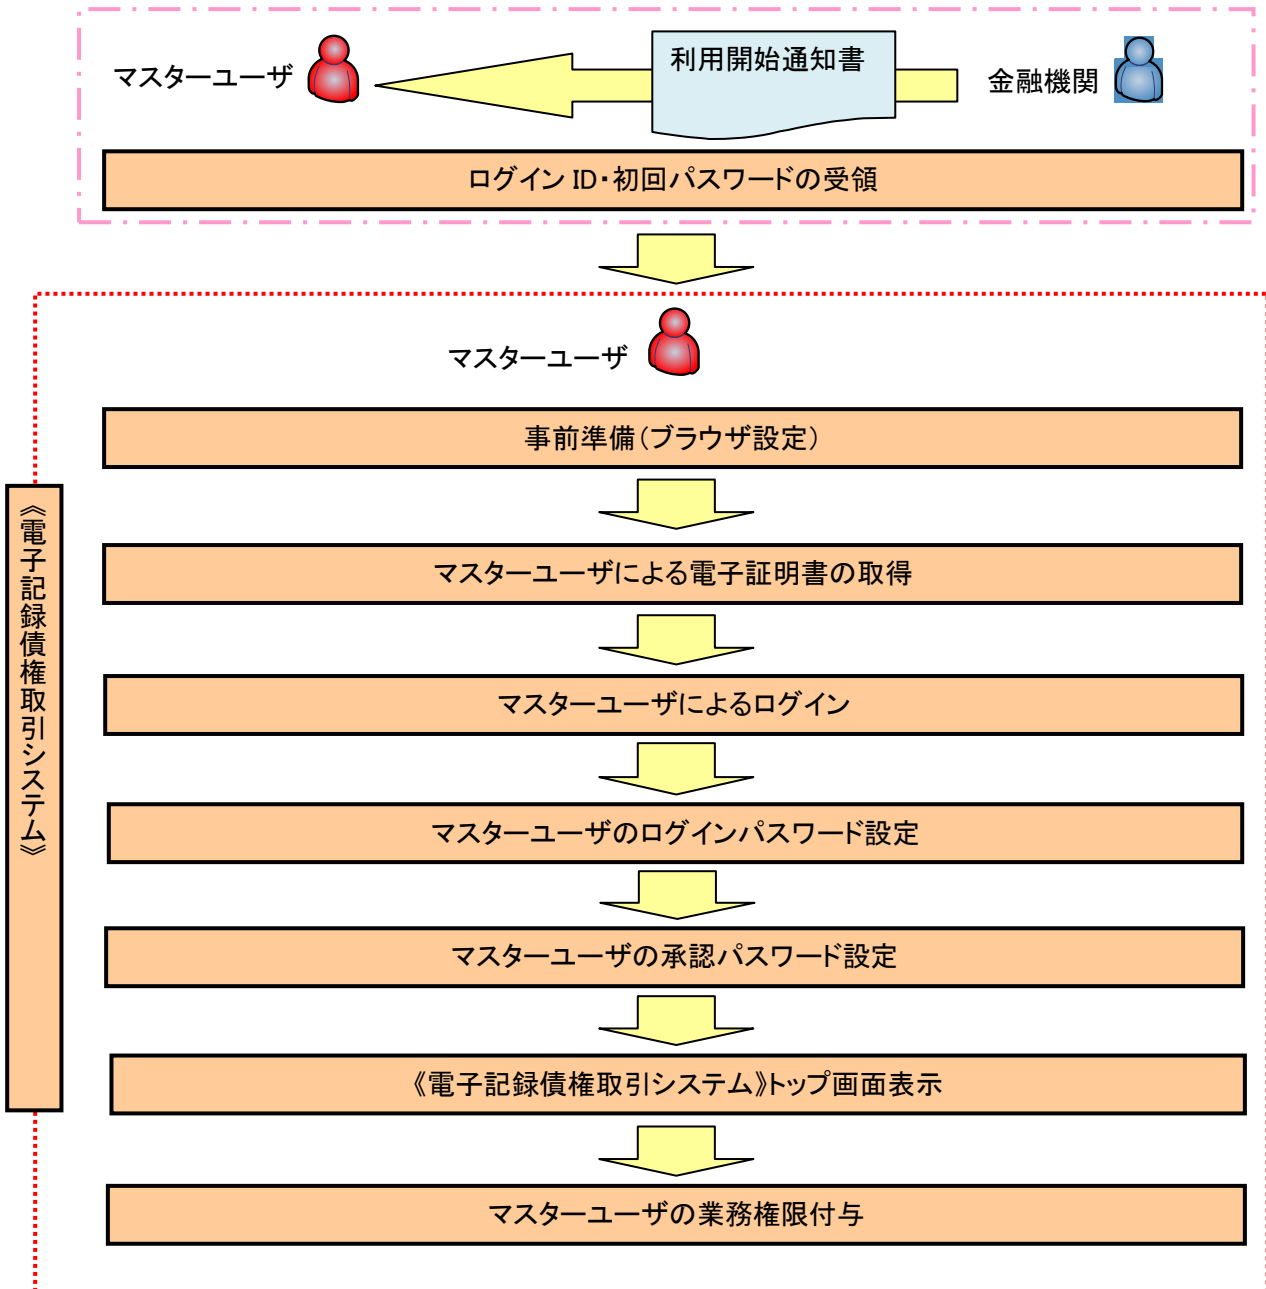 マスターユーザ
利用開始通知書
金融機関
ログイン ID・初回パスワードの受領
マスターユーザ
事前準備(ブラウザ設定)
《電子記録債権取引システム》
マスターユーザによる電子証明書の取得
マスターユーザによるログイン
マスターユーザのログインパスワード設定
マスターユーザの承認パスワード設定
《電子記録債権取引システム》トップ画面表示
マスターユーザの業務権限付与